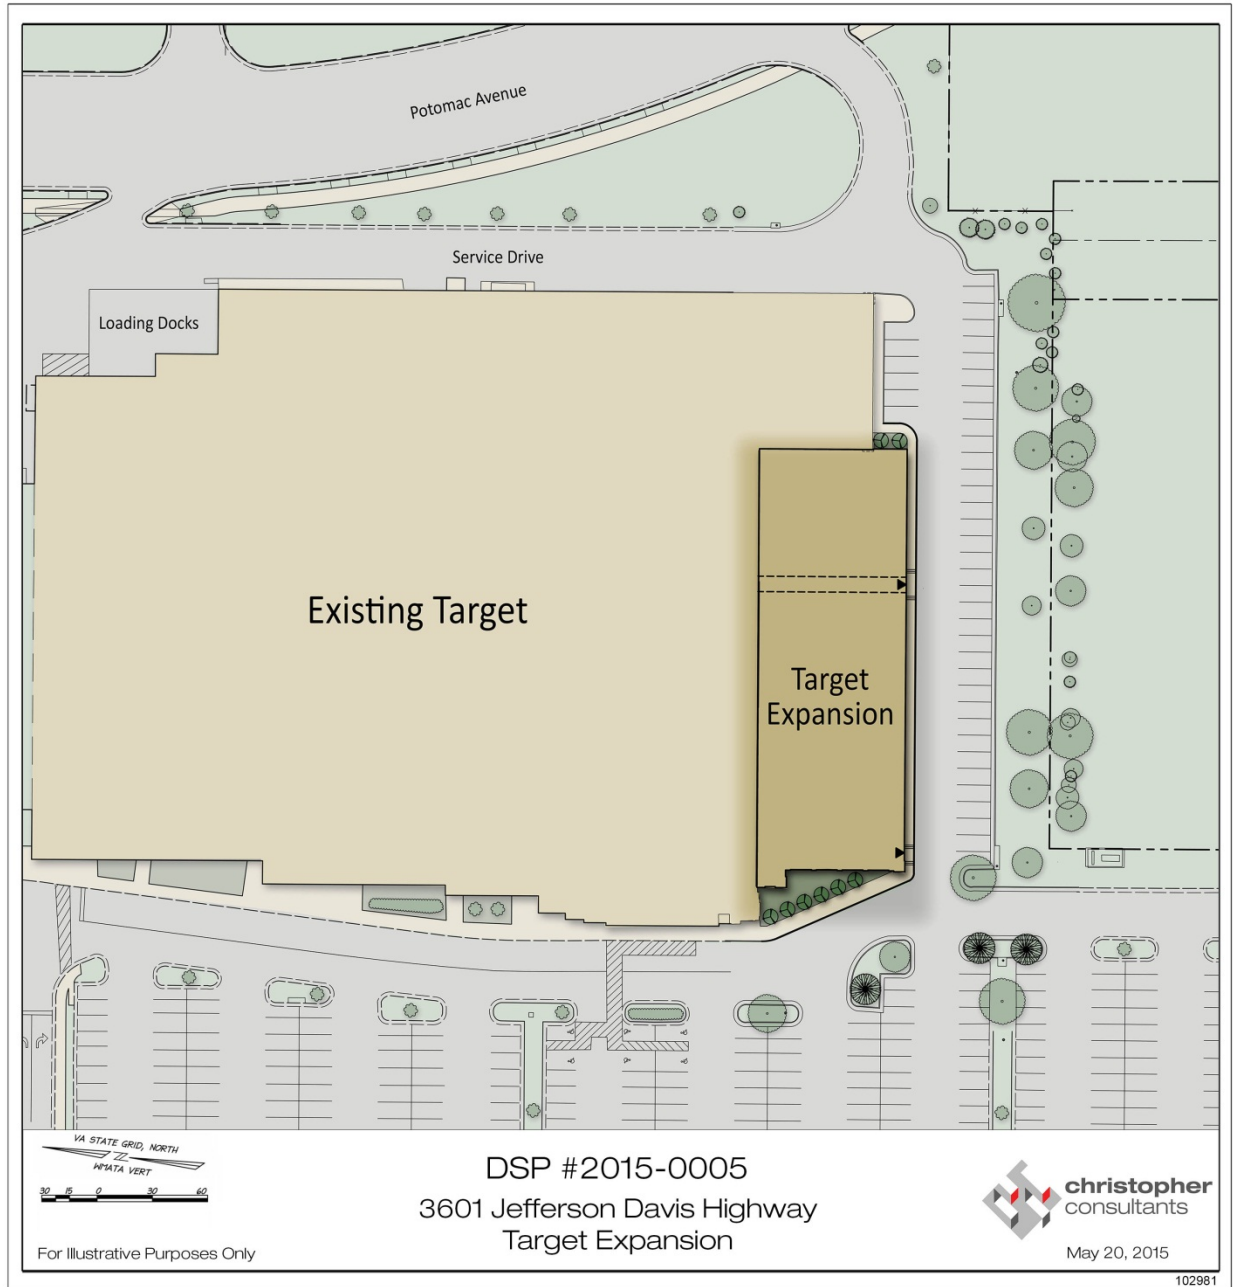 Potomac Avenue
Service Drive
Loading Docks
Existing Target
Target
Expansion
VA STATE GRID, NORTH
Z
WMATA VERT
30 15 0 30 60
For Illustrative Purposes Only
DSP #2015-0005
3601 Jefferson Davis Highway
Target Expansion
christopher
consultants
May 20, 2015
102981